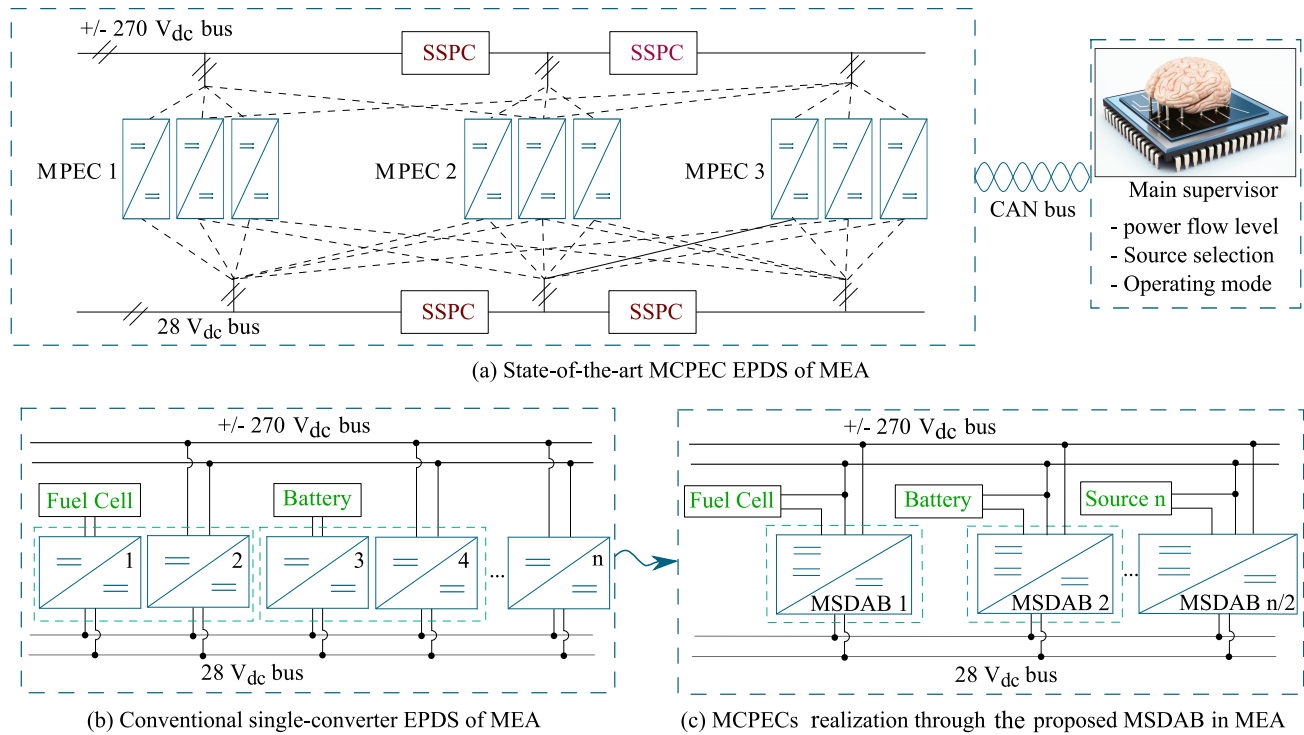 +/- 270 Vdc bus
SSPC
SSPC
MPEC 1
MPEC 2
MPEC 3
SSPC
SSPC
28 Vdc bus
CAN bus
Main supervisor
- power flow level
- Source selection
- Operating mode
(a) State-of-the-art MCPEC EPDS of MEA
+/- 270 Vdc bus
Fuel Cell
Battery
1
2
3
4
...
n
28 Vdc bus
(b) Conventional single-converter EPDS of MEA
+/- 270 Vdc bus
Fuel Cell
Battery
Source n
MSDAB 1
MSDAB 2
...
MSDAB n/2
28 Vdc bus
(c) MCPECs realization through the proposed MSDAB in MEA